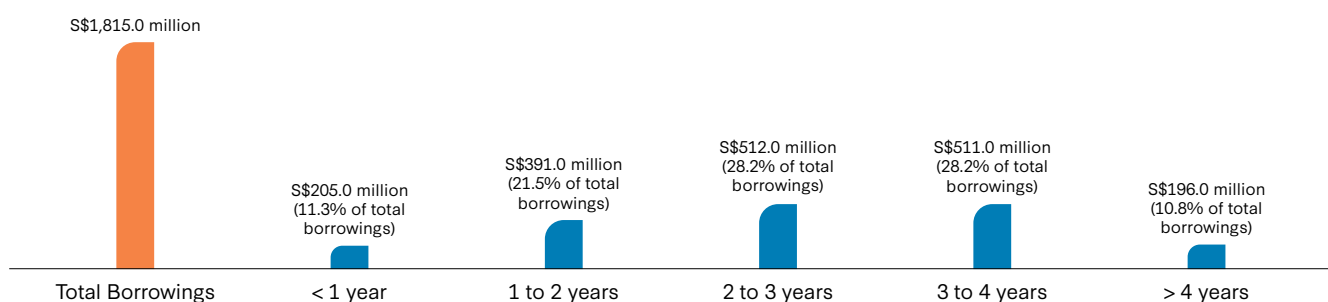 S$1,815.0 million
S$205.0 million
(11.3% of total
borrowings)
S$391.0 million
(21.5% of total
borrowings)
S$512.0 million
(28.2% of total
borrowings)
S$511.0 million
(28.2% of total
borrowings)
S$196.0 million
(10.8% of total
borrowings)
Total Borrowings
< 1 year
1 to 2 years
2 to 3 years
3 to 4 years
> 4 years